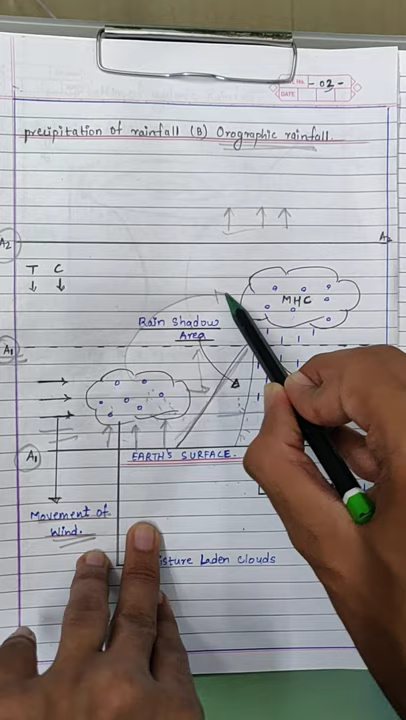 No. - 02 -
DATE
precipitation of rainfall (B) Orographic rainfall.
A2
A2
T C
MHC
Rain Shadow
Area
A1
A1
EARTH'S SURFACE.
Movement of
Wind.
Laden Clouds